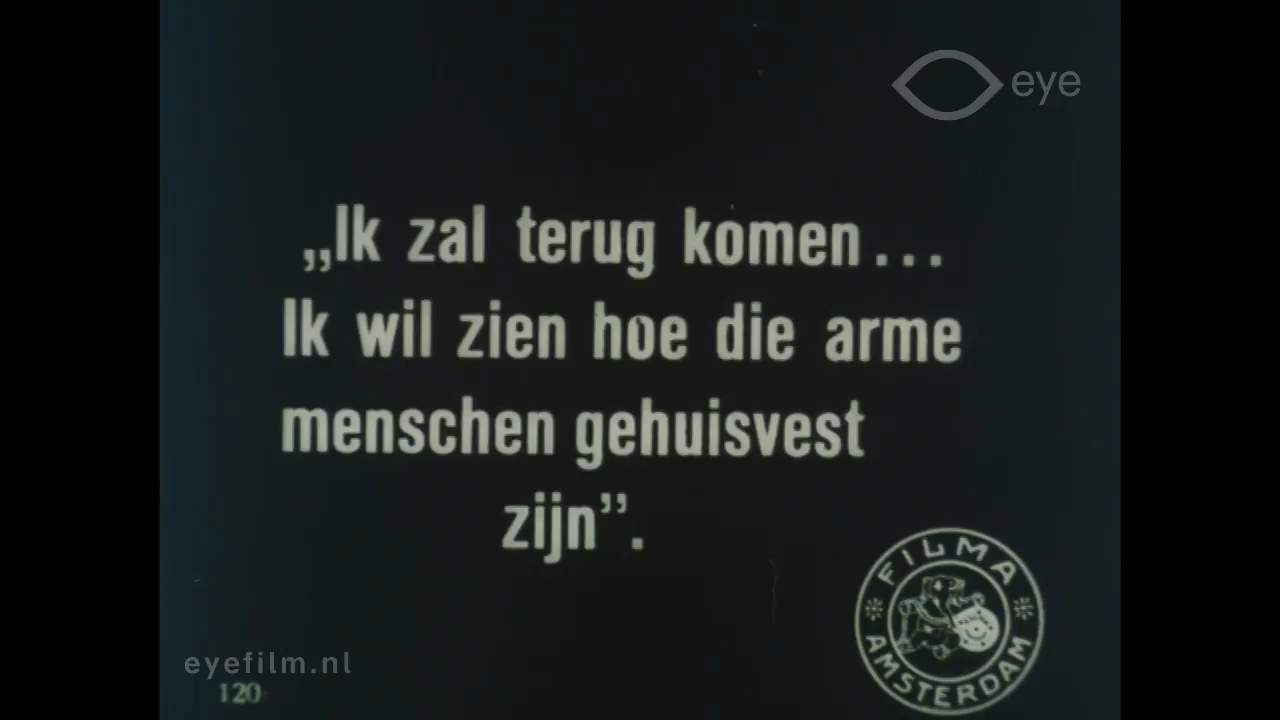 eye
„Ik zal terug komen...
Ik wil zien hoe die arme
menschen gehuisvest
zijn”.
FILMA
AMSTERDAM
eyefilm.nl
120